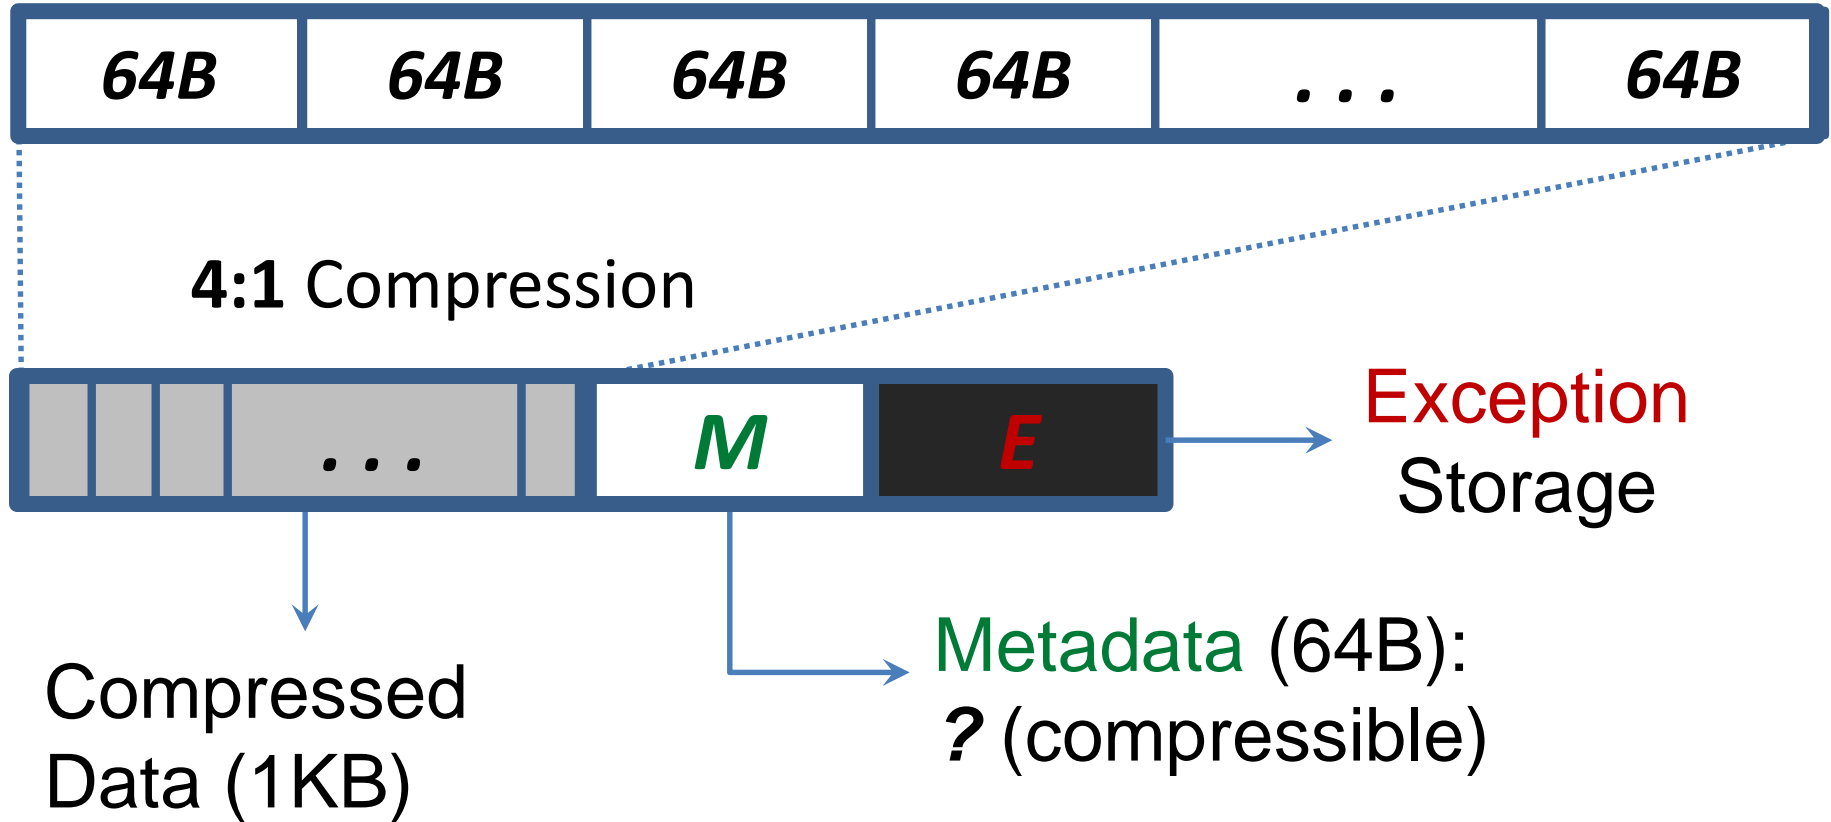 64B 64B 64B 64B ... 64B
4:1 Compression
... M E
Exception
Storage
Metadata (64B):
? (compressible)
Compressed
Data (1KB)